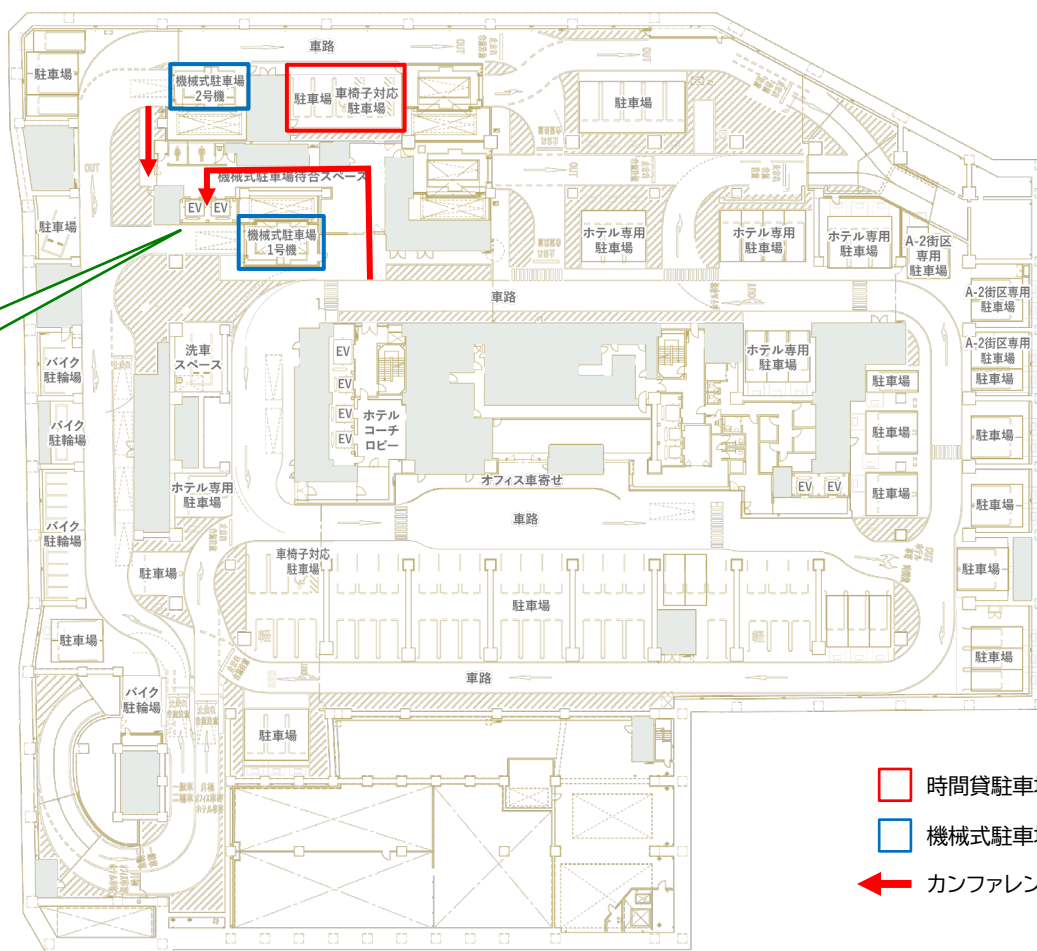 車路
OUT
OUT
駐車場
機械式駐車場
2号機
駐車場
車椅子対応
駐車場
駐車場
OUT
機械式駐車場待合スペース
EV
EV
駐車場
機械式駐車場
1号機
ホテル専用
駐車場
ホテル専用
駐車場
ホテル専用
駐車場
A-2街区
専用
駐車場
車路
OUT
A-2街区専用
駐車場
バイク
駐輪場
洗車
スペース
EV
EV
EV
EV
ホテル
コーチ
ロビー
ホテル専用
駐車場
A-2街区専用
駐車場
駐車場
駐車場
バイク
駐輪場
駐車場
駐車場
オフィス車寄せ
EV
EV
ホテル専用
駐車場
駐車場
駐車場
バイク
駐輪場
車路
OUT
車椅子対応
駐車場
駐車場
駐車場
駐車場
駐車場
駐車場
車路
バイク
駐輪場
駐車場
時間貸駐車場
機械式駐車場
カンファレン